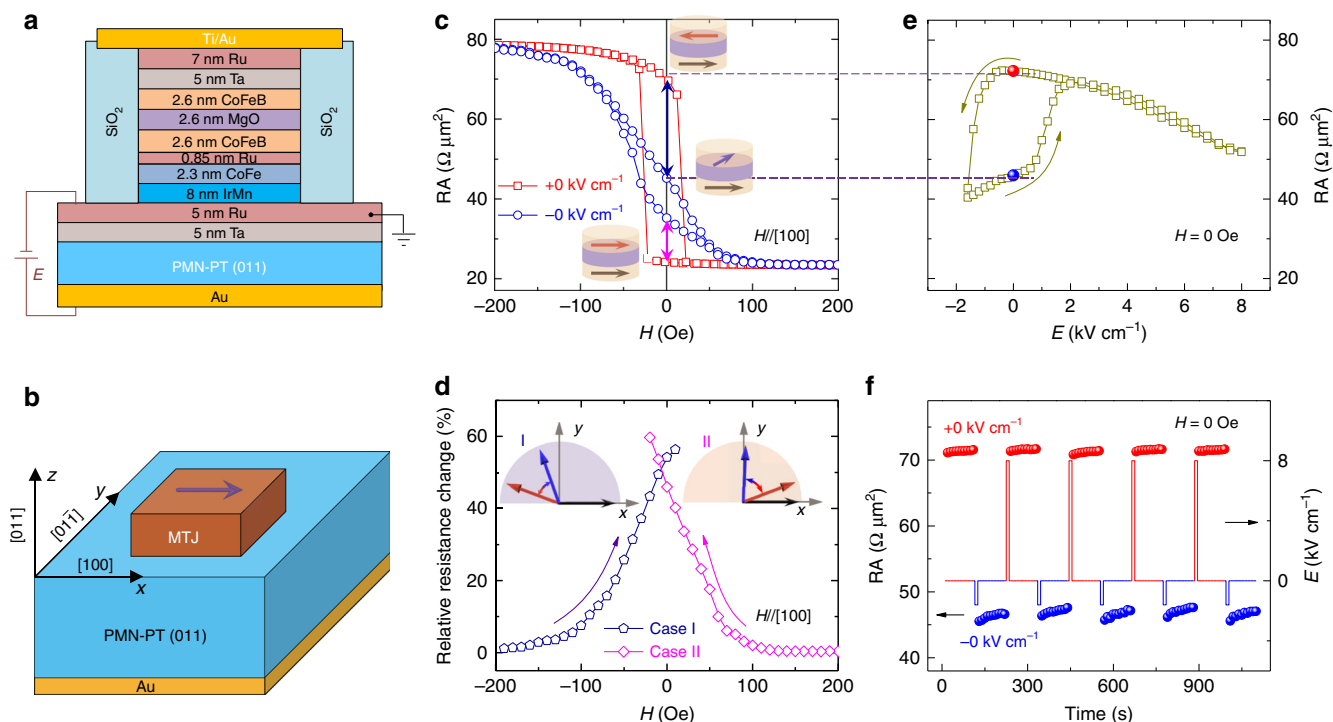 a
Ti/Au
7 nm Ru
5 nm Ta
2.6 nm CoFeB
2.6 nm MgO
2.6 nm CoFeB
0.85 nm Ru
2.3 nm CoFe
8 nm IrMn
SiO₂
SiO₂
5 nm Ru
5 nm Ta
PMN-PT (011)
Au
E
b
z
y
x
[011]
[01$\bar{1}$]
[100]
MTJ
PMN-PT (011)
Au
c
RA (Ω μm²)
80
60
40
20
+0 kV cm⁻¹
−0 kV cm⁻¹
H//[100]
−200
−100
0
100
200
H (Oe)
d
Relative resistance change (%)
60
40
20
0
I
y
x
II
y
x
H//[100]
Case I
Case II
−200
−100
0
100
200
H (Oe)
e
80
60
40
20
RA (Ω μm²)
H = 0 Oe
−2
0
2
4
6
8
E (kV cm⁻¹)
f
+0 kV cm⁻¹
H = 0 Oe
RA (Ω μm²)
70
60
50
40
8
0
E (kV cm⁻¹)
−0 kV cm⁻¹
0
300
600
900
Time (s)